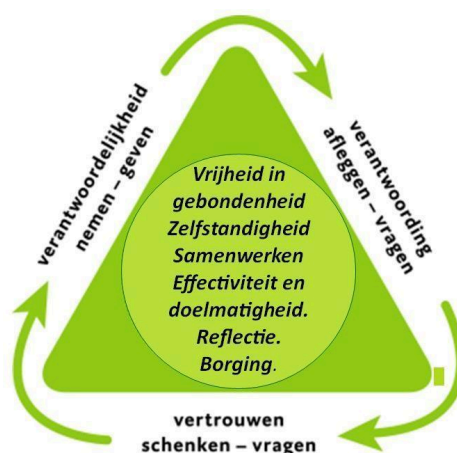 verantwoordelijkheid
nemen – geven
verantwoording
afleggen – vragen
Vrijheid in
gebondenheid
Zelfstandigheid
Samenwerken
Effectiviteit en
doelmatigheid.
Reflectie.
Borging.
vertrouwen
schenken – vragen